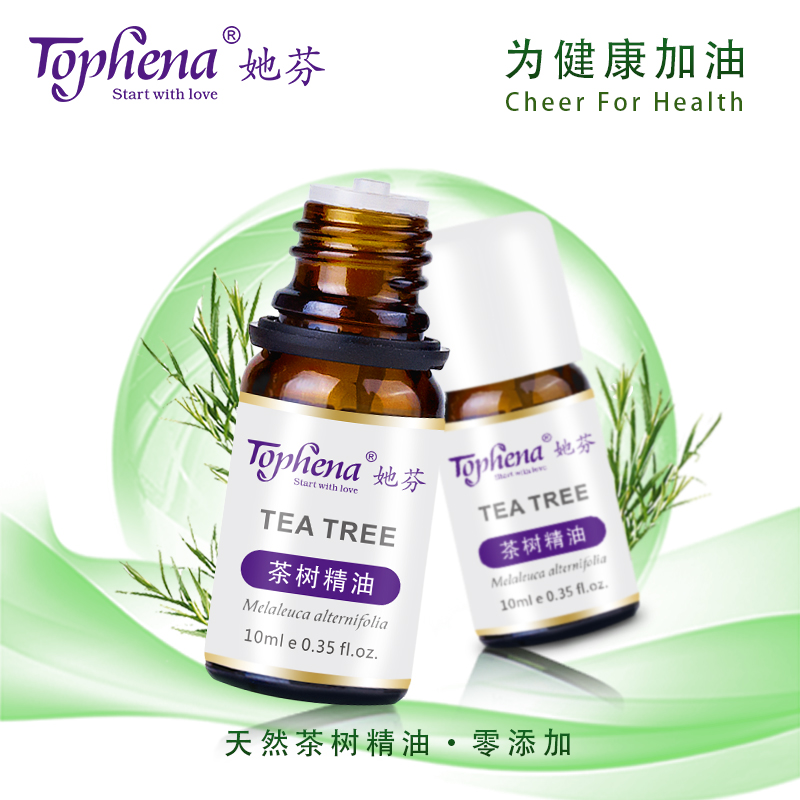 Tophena® 她芬
Start with love
为健康加油
Cheer For Health
Tophena® 她芬
Start with love
TEA TREE
茶树精油
Melaleuca alternifolia
10ml e 0.35 fl.oz.
Tophena® 她芬
Start with love
TEA TREE
茶树精油
Melaleuca alternifolia
10ml e 0.35 fl.oz.
天然茶树精油·零添加